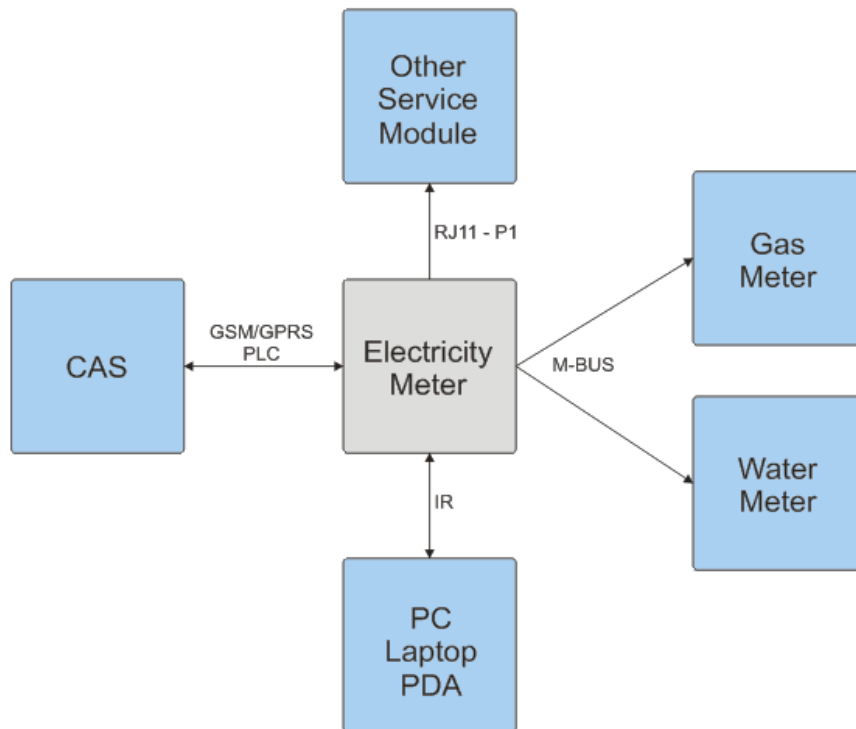 Other
Service
Module
RJ11 - P1
Gas
Meter
GSM/GPRS
PLC
CAS
Electricity
Meter
M-BUS
Water
Meter
IR
PC
Laptop
PDA